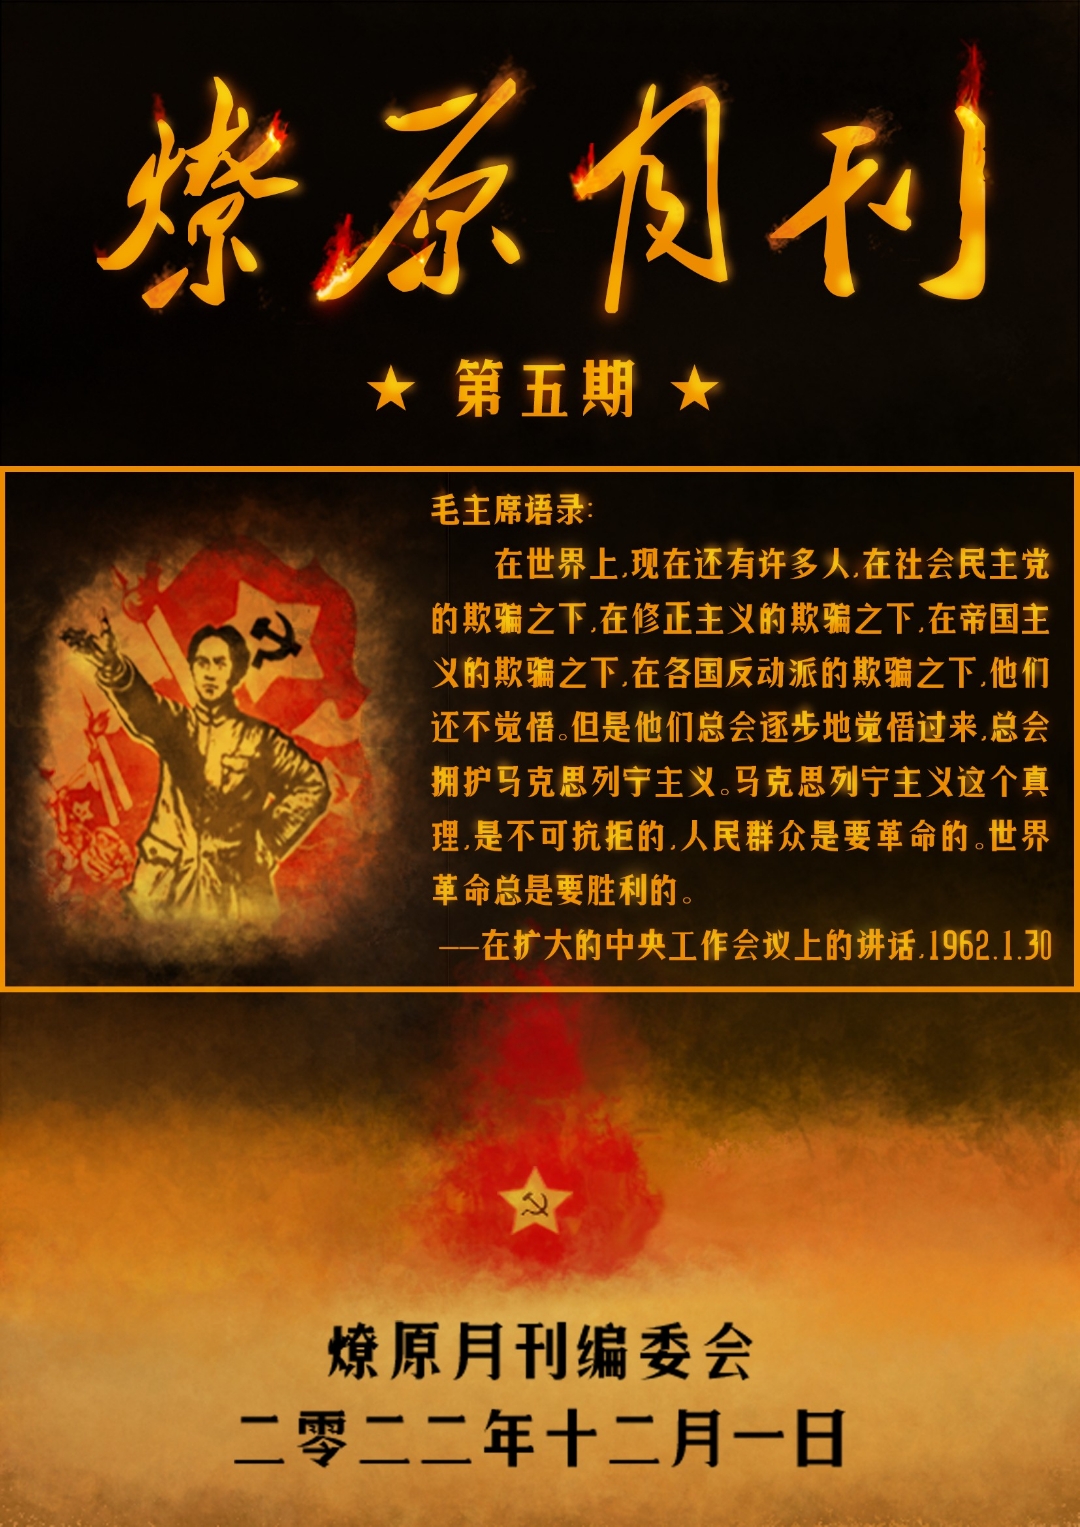 燎原月刊
★ 第五期 ★
毛主席语录:
在世界上,现在还有许多人,在社会民主党
的欺骗之下,在修正主义的欺骗之下,在帝国主
义的欺骗之下,在各国反动派的欺骗之下,他们
还不觉悟。但是他们总会逐步地觉悟过来,总会
拥护马克思列宁主义。马克思列宁主义这个真
理,是不可抗拒的,人民群众是要革命的。世界
革命总是要胜利的。
——在扩大的中央工作会议上的讲话,1962.1.30
燎原月刊编委会
二零二二年十二月一日